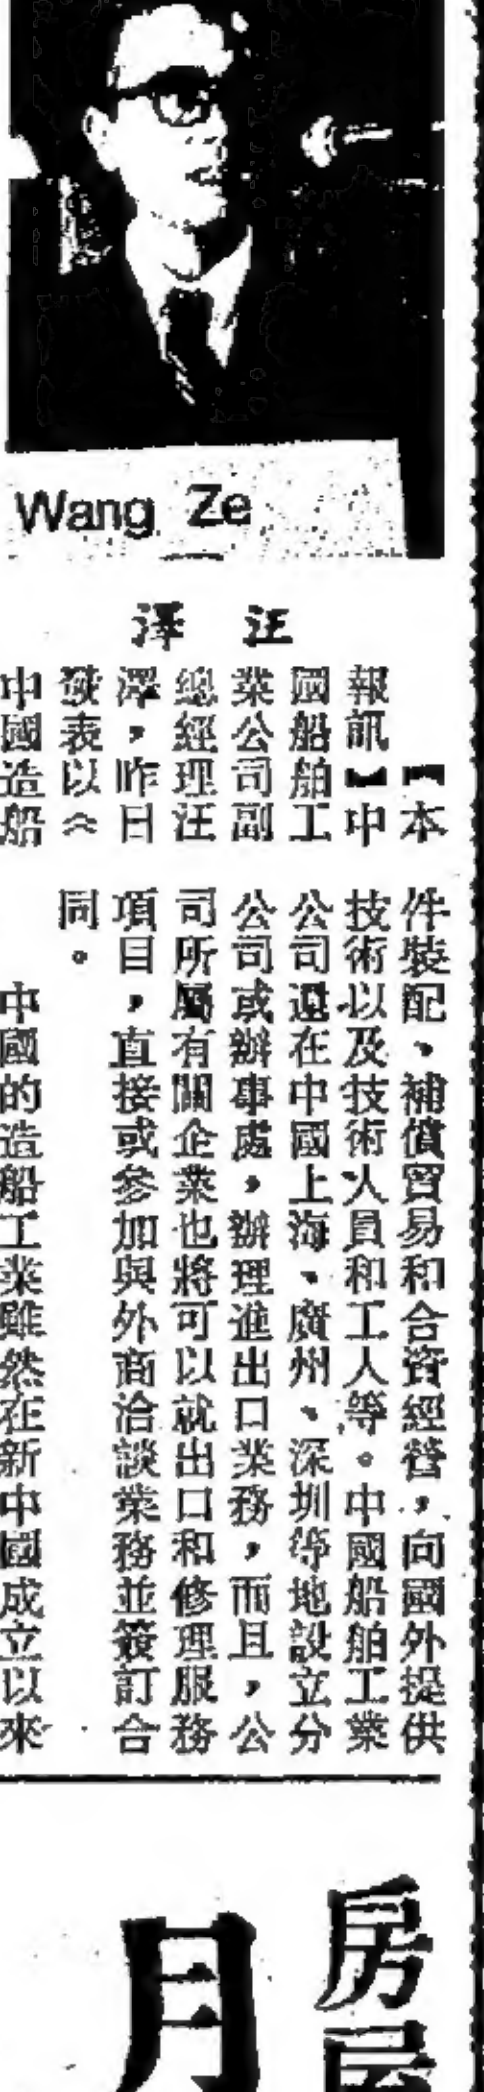 Wang Ze
汪澤
【本
報訊】中
國船舶工
業公司副
總經理汪
澤，昨日
發表以《
中國造船
件裝配、補償貿易和合資經營，向國外提供
技術以及技術人員和工人等。中國船舶工業
公司還在中國上海、廣州、深圳等地設立分
公司或辦事處，辦理進出口業務，而且，公
司所屬有關企業也將可以就出口和修理服務
項目，直接或參加與外商洽談業務並簽訂合
同。
中國的造船工業雖然在新中國成立以來
房屋
月